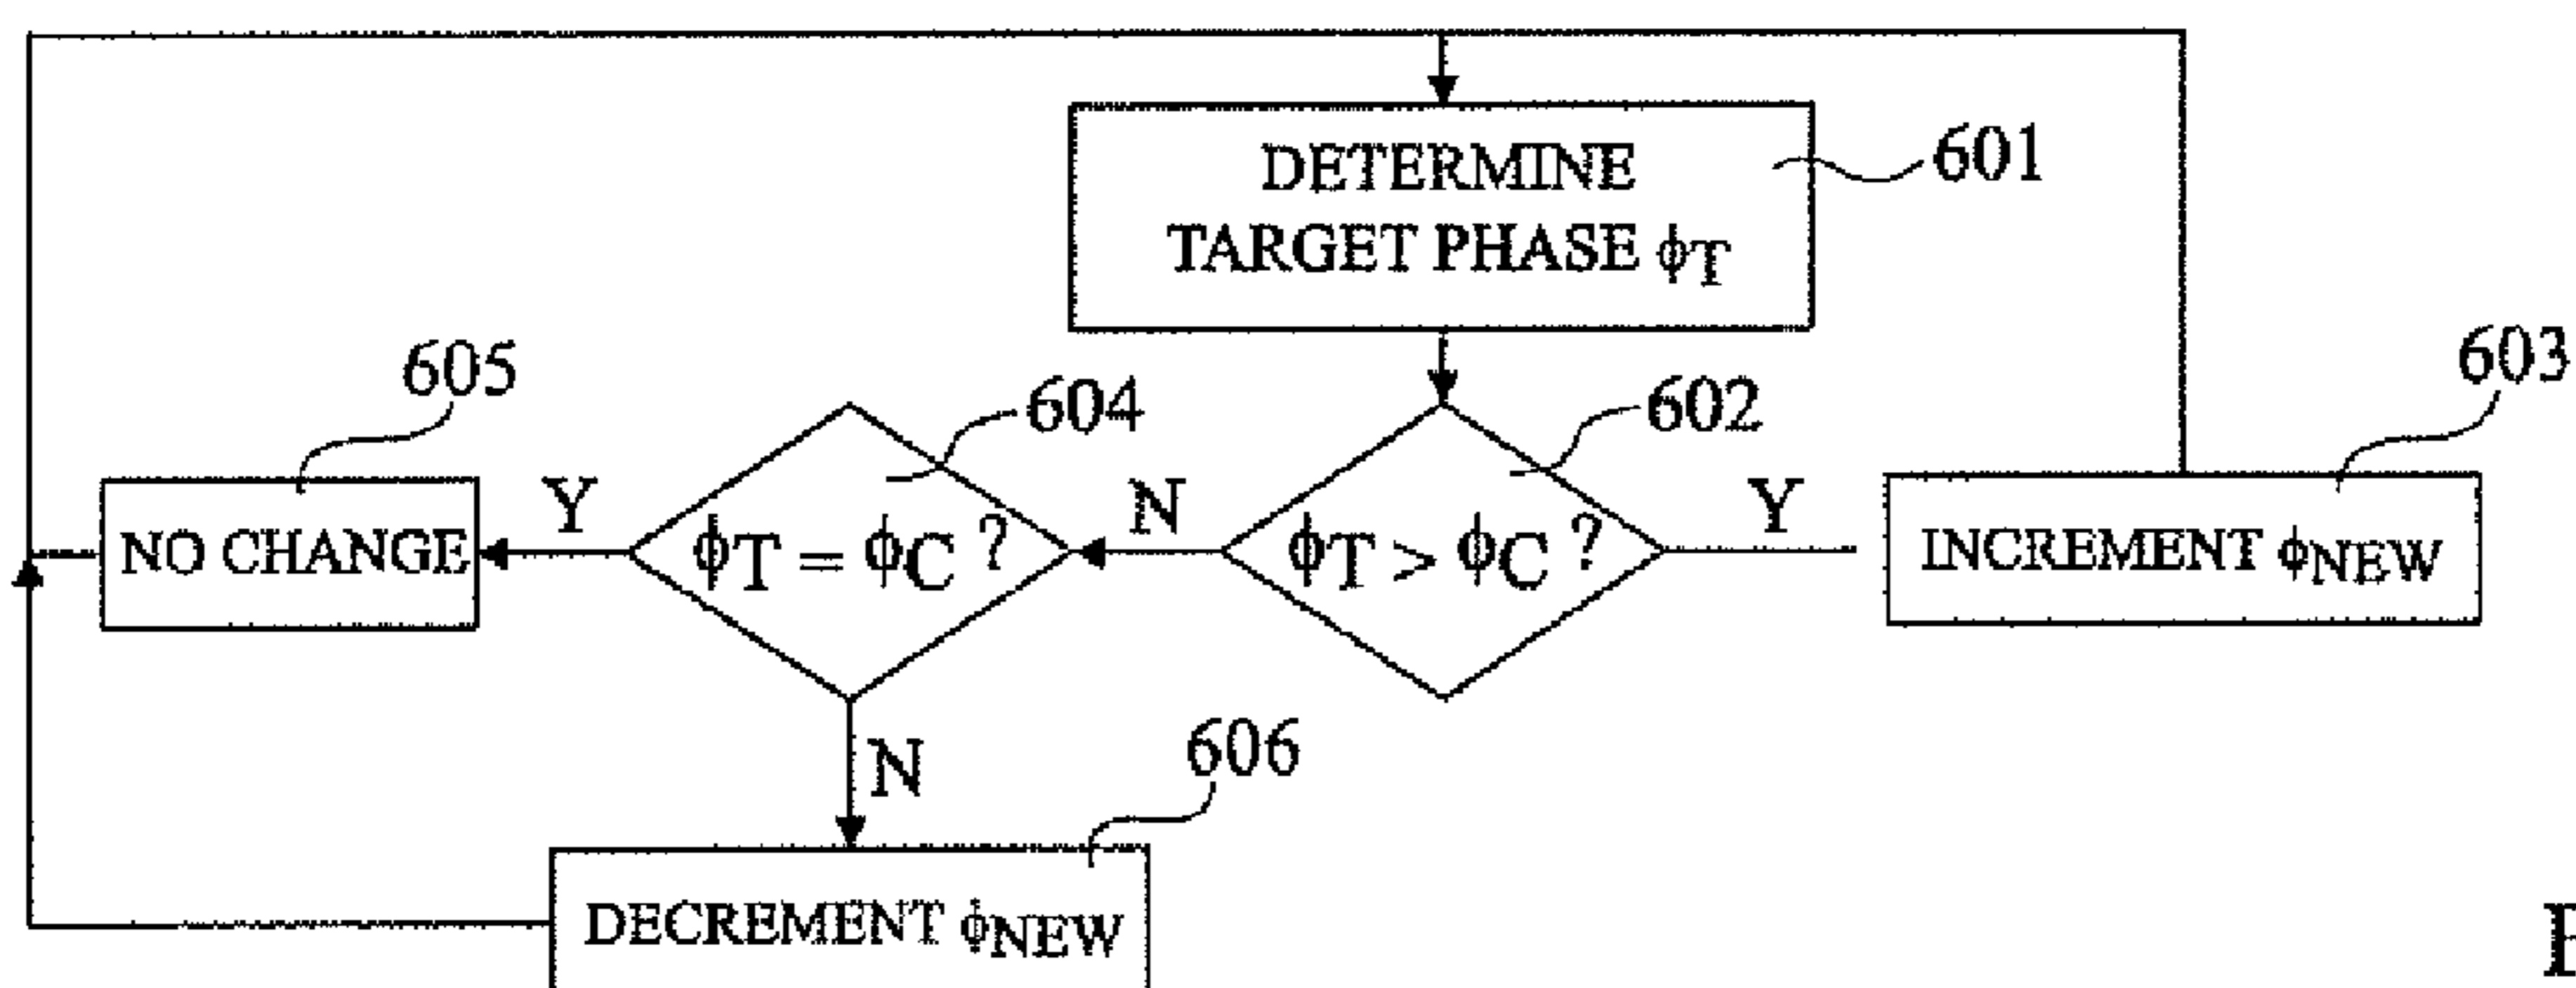 DETERMINE
TARGET PHASE ϕT
601
605
604
602
603
NO CHANGE
Y
ϕT = ϕC ?
N
ϕT > ϕC ?
Y
INCREMENT ϕNEW
N
606
DECREMENT ϕNEW